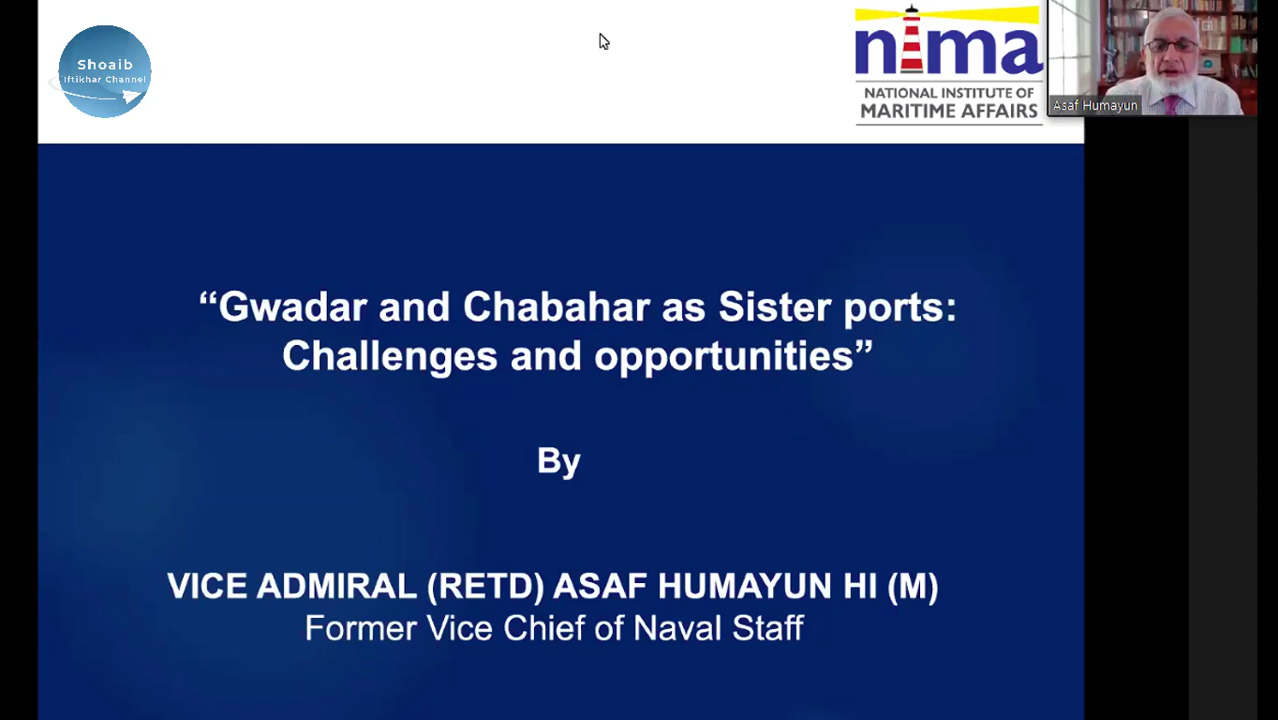 Shoaib
Iftikhar Channel
nima
NATIONAL INSTITUTE OF
MARITIME AFFAIRS
Asaf Humayun
“Gwadar and Chabahar as Sister ports:
Challenges and opportunities”
By
VICE ADMIRAL (RETD) ASAF HUMAYUN HI (M)
Former Vice Chief of Naval Staff